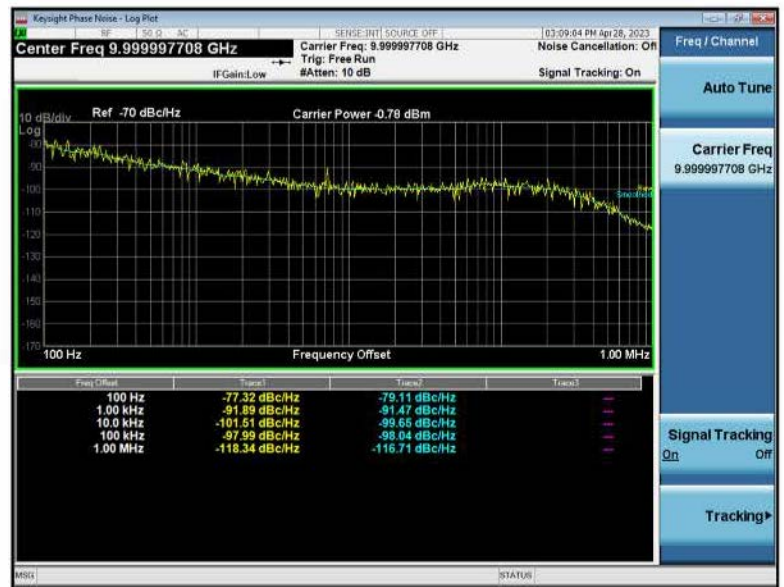 Keysight Phase Noise - Log Plot
RF 50 Ω AC SENSE:INT SOURCE OFF 03:09:04 PM Apr 28, 2023
Center Freq 9.999997708 GHz
Carrier Freq: 9.999997708 GHz
Noise Cancellation: Off
Trig: Free Run
IFGain:Low
#Atten: 10 dB
Signal Tracking: On
Freq / Channel
Auto Tune
Carrier Freq
9.999997708 GHz
Signal Tracking
On Off
Tracking
10 dB/div
Log
Ref -70 dBc/Hz
Carrier Power -0.78 dBm
-80
-90
-100
-110
-120
-130
-140
-150
-160
-170
Smoothed
100 Hz
Frequency Offset
1.00 MHz
Freq Offset Trace1 Trace2 Trace3
100 Hz -77.32 dBc/Hz -79.11 dBc/Hz ---
1.00 kHz -91.89 dBc/Hz -91.47 dBc/Hz ---
10.0 kHz -101.51 dBc/Hz -99.65 dBc/Hz ---
100 kHz -97.99 dBc/Hz -98.04 dBc/Hz ---
1.00 MHz -118.34 dBc/Hz -116.71 dBc/Hz ---
MSG STATUS